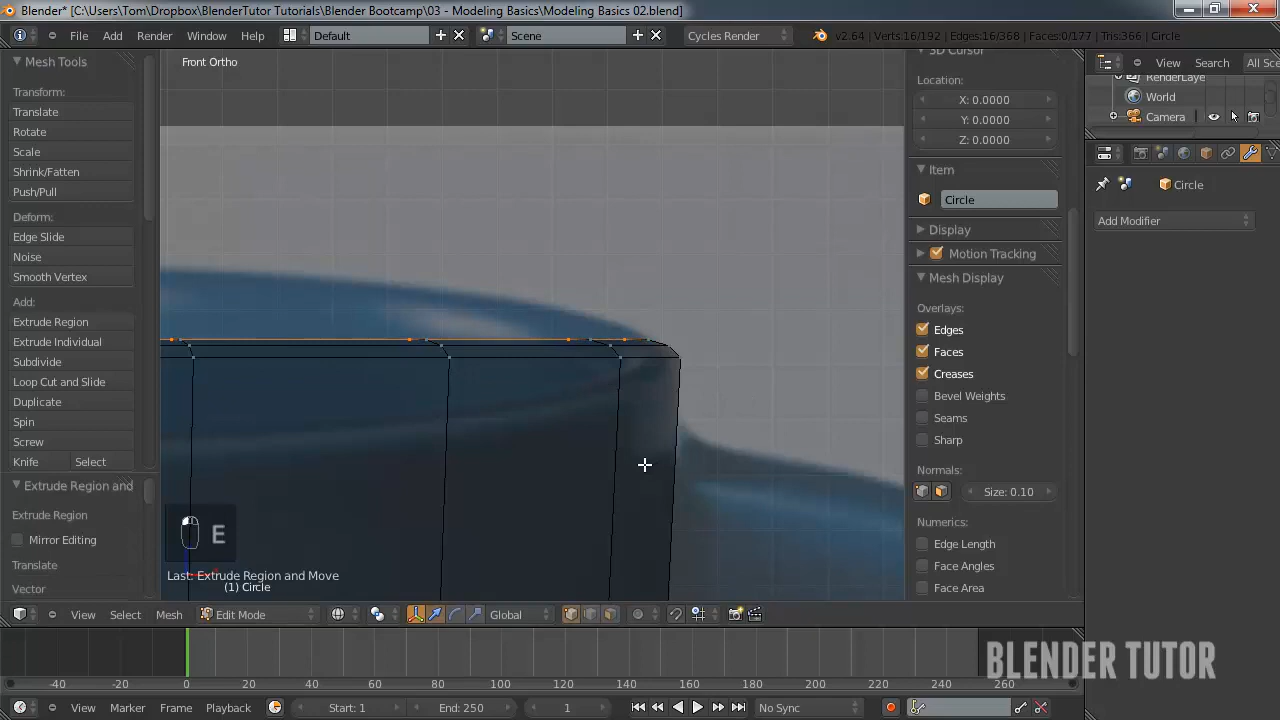 Blender* [C:\Users\Tom\Dropbox\BlenderTutor Tutorials\Blender Bootcamp\03 - Modeling Basics\Modeling Basics 02.blend]
File Add Render Window Help Default Scene Cycles Render v2.64 | Verts:16/192 | Edges:16/368 | Faces:0/177 | Tris:366 | Circle
Mesh Tools
Transform:
Translate
Rotate
Scale
Shrink/Fatten
Push/Pull
Deform:
Edge Slide
Noise
Smooth Vertex
Add:
Extrude Region
Extrude Individual
Subdivide
Loop Cut and Slide
Duplicate
Spin
Screw
Knife Select
Extrude Region and
Extrude Region
Mirror Editing
Translate
Vector
Front Ortho
E
Last: Extrude Region and Move
(1) Circle
3D Cursor
Location:
X: 0.0000
Y: 0.0000
Z: 0.0000
Item
Circle
Display
Motion Tracking
Mesh Display
Overlays:
Edges
Faces
Creases
Bevel Weights
Seams
Sharp
Normals:
Size: 0.10
Numerics:
Edge Length
Face Angles
Face Area
View Search All Sce
RenderLaye
World
Camera
Circle
Add Modifier
View Select Mesh Edit Mode Global
-40 -20 0 20 40 60 80 100 120 140 160 180 200 220 240 260
BLENDER TUTOR
View Marker Frame Playback Start: 1 End: 250 1 No Sync